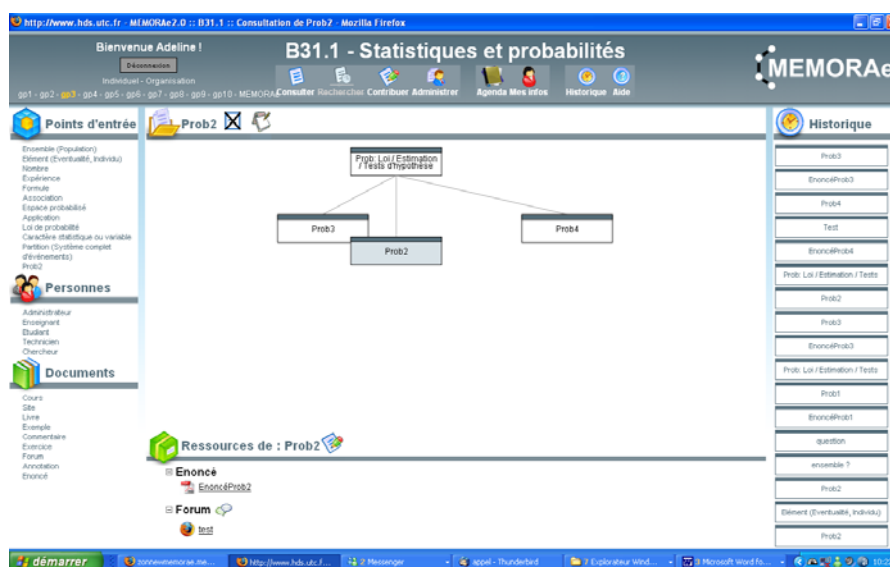 http://www.hds.utc.fr - MEMORAe2.0 :: B31.1 :: Consultation de Prob2 - Mozilla Firefox
Bienvenue Adeline !
Déconnexion
Individuel - Organisation
gp1 - gp2 - gp3 - gp4 - gp5 - gp6 - gp7 - gp8 - gp9 - gp10 - MEMORAe
B31.1 - Statistiques et probabilités
Consulter Rechercher Contribuer Administrer Agenda Mes infos Historique Aide
MEMORAe
Points d'entrée
Ensemble (Population)
Elément (Eventualité, Individu)
Nombre
Expérience
Formule
Association
Espace probabilisé
Application
Loi de probabilité
Caractère statistique ou variable
Partition (Système complet
d'événements)
Prob2
Personnes
Administrateur
Enseignant
Etudiant
Technicien
Chercheur
Documents
Cours
Site
Livre
Exemple
Commentaire
Exercice
Forum
Annotation
Enoncé
Prob2
Prob: Loi / Estimation
/ Tests d'hypothèse
Prob3
Prob2
Prob4
Ressources de : Prob2
Enoncé
EnoncéProb2
Forum
test
Historique
Prob3
EnoncéProb3
Prob4
Test
EnoncéProb4
Prob: Loi / Estimation / Tests
Prob2
Prob3
EnoncéProb3
Prob: Loi / Estimation / Tests
Prob1
EnoncéProb1
question
ensemble ?
Prob2
Elément (Eventualité, Individu)
Prob2
démarrer
zonnewmemorae.me...
http://www.hds.utc.f...
2 Messenger
appel - Thunderbird
7 Explorateur Wind...
3 Microsoft Word Fo...